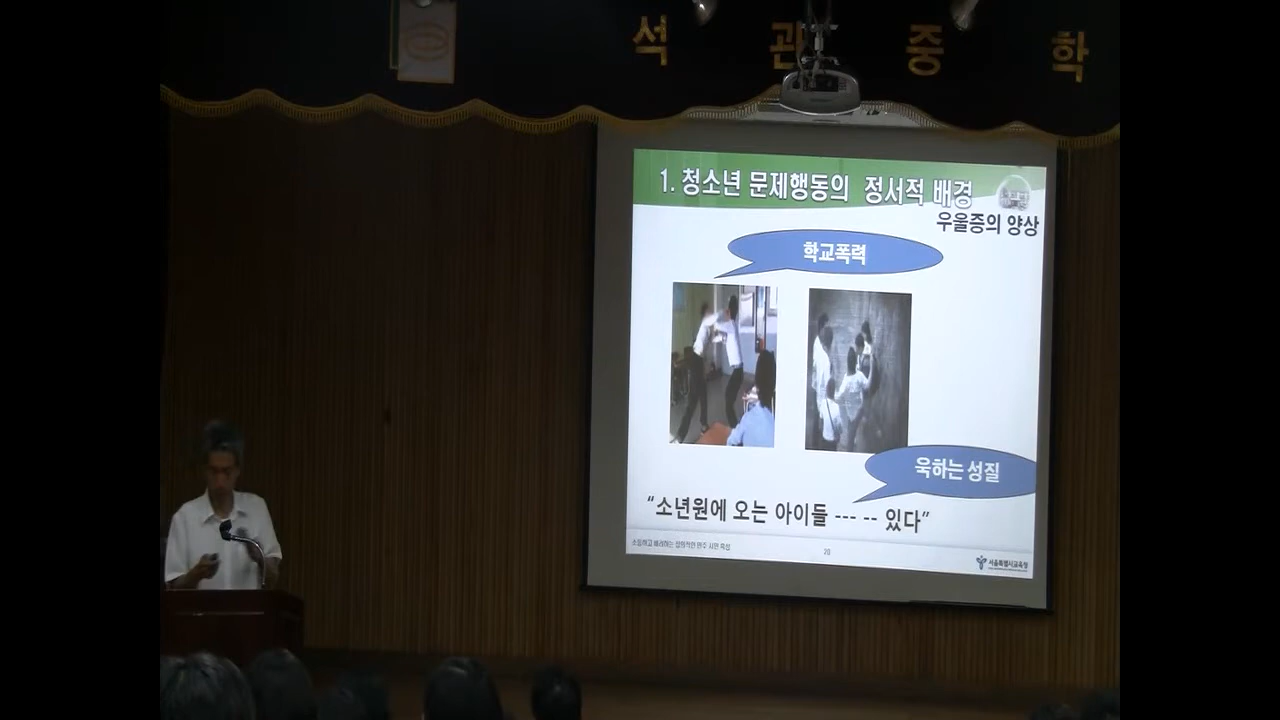 석 관 중 학
1. 청소년 문제행동의 정서적 배경
우울증의 양상
학교폭력
욱하는 성질
“소년원에 오는 아이들 --- -- 있다”
20
서울특별시교육청